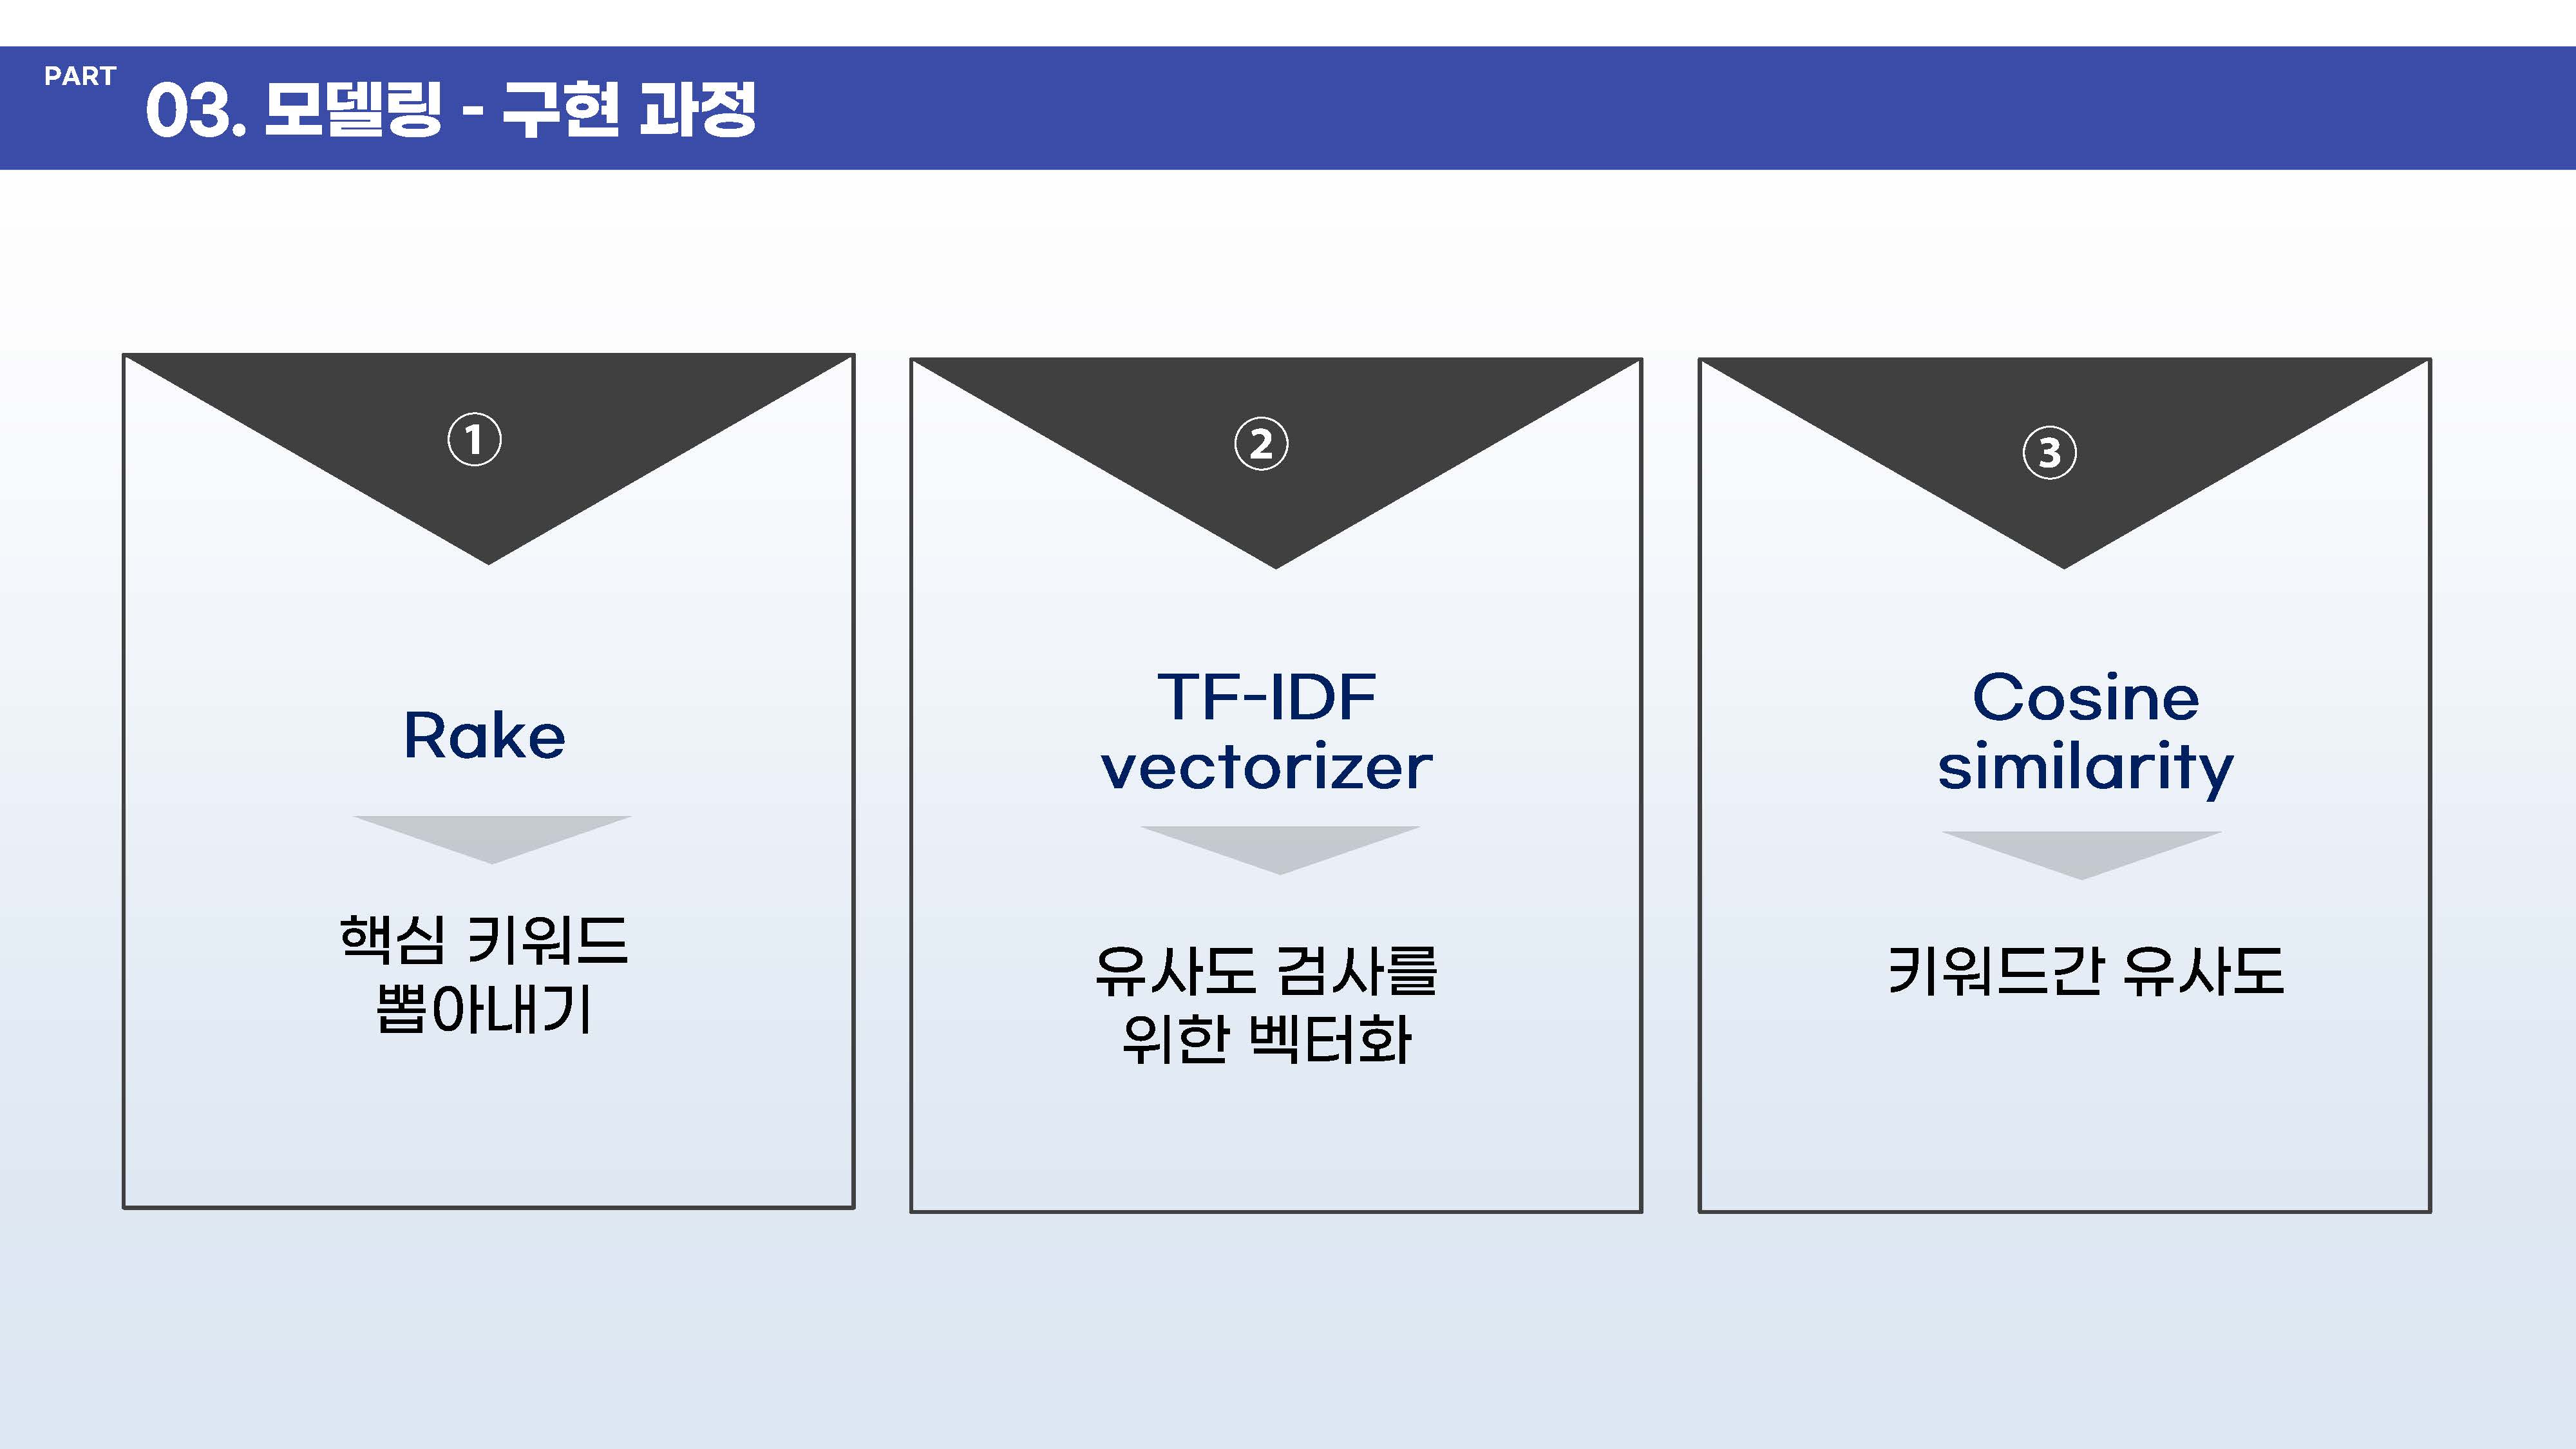 PART
03. 모델링 - 구현 과정
①
Rake
핵심 키워드
뽑아내기
②
TF-IDF
vectorizer
유사도 검사를
위한 벡터화
③
Cosine
similarity
키워드간 유사도